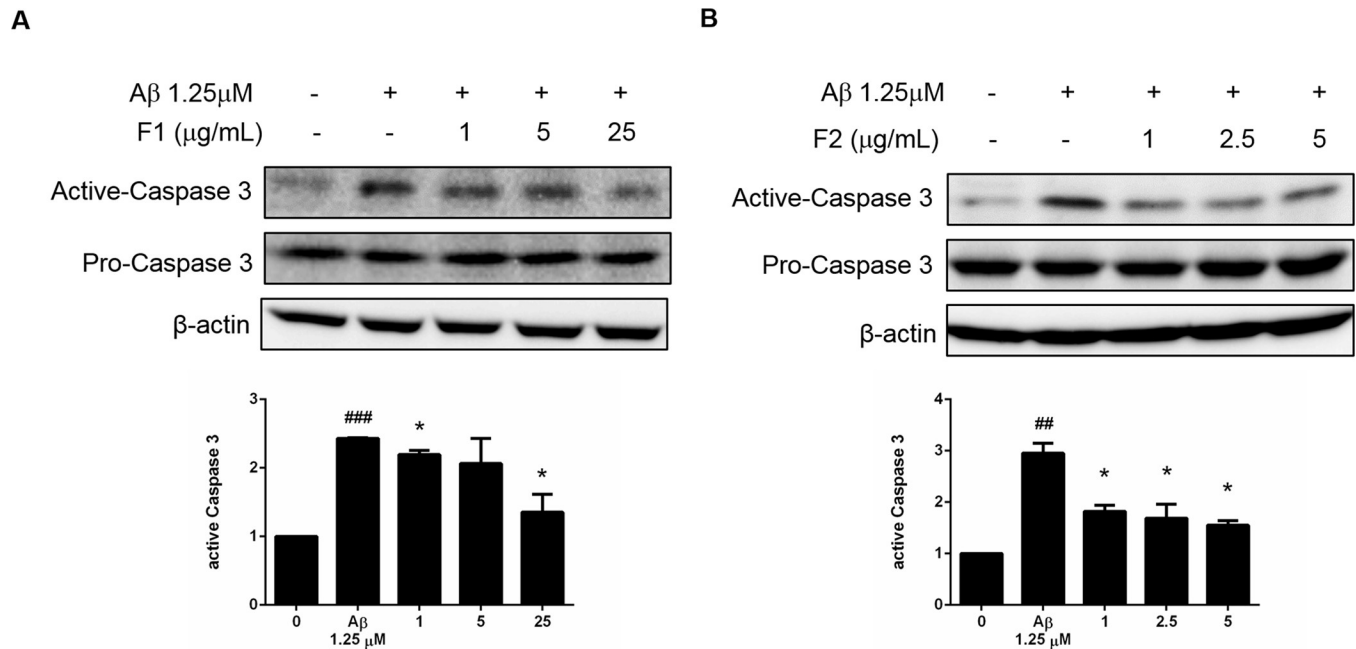 A
Aβ 1.25μM - + + + +
F1 (μg/mL) - - 1 5 25
Active-Caspase 3
Pro-Caspase 3
β-actin
active Caspase 3
3
2
1
0
###
*
*
0 Aβ 1 5 25
1.25 μM
B
Aβ 1.25μM - + + + +
F2 (μg/mL) - - 1 2.5 5
Active-Caspase 3
Pro-Caspase 3
β-actin
active Caspase 3
4
3
2
1
0
##
* * *
0 Aβ 1 2.5 5
1.25 μM